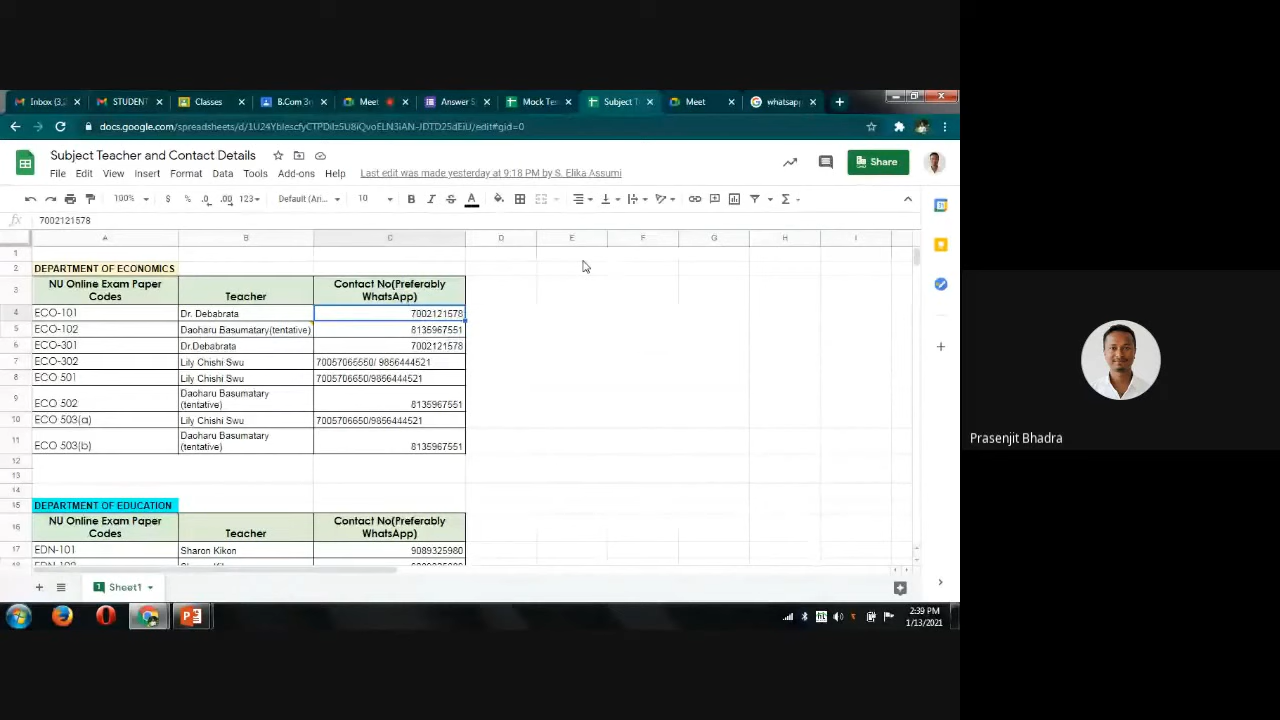 Inbox (3,2
STUDENT
Classes
B.Com 3r
Meet
Answer S
Mock Te
Subject T
Meet
whatsap
docs.google.com/spreadsheets/d/
Subject Teacher and Contact Details
File Edit View Insert Format Data Tools Add-ons Help Last edit was made yesterday at 9:18 PM by S. Elika Assumi
Share
100% $ % .0 .00 123 Default (Ari... 10 B I S A
fx 7002121578
A B C D E F G H I
1
2 DEPARTMENT OF ECONOMICS
3 NU Online Exam Paper Codes Teacher Contact No(Preferably WhatsApp)
4 ECO-101 Dr. Debabrata 7002121578
5 ECO-102 Daoharu Basumatary(tentative) 8135967551
6 ECO-301 Dr.Debabrata 7002121578
7 ECO-302 Lily Chishi Swu 70057065550/ 9856444521
8 ECO 501 Lily Chishi Swu 7005706650/9856444521
9 ECO 502 Daoharu Basumatary (tentative) 8135967551
10 ECO 503(a) Lily Chishi Swu 7005706650/9856444521
11 ECO 503(b) Daoharu Basumatary (tentative) 8135967551
12
13
14
15 DEPARTMENT OF EDUCATION
16 NU Online Exam Paper Codes Teacher Contact No(Preferably WhatsApp)
17 EDN-101 Sharon Kikon 9089325980
18
Sheet1
2:39 PM
1/13/2021
Prasenjit Bhadra